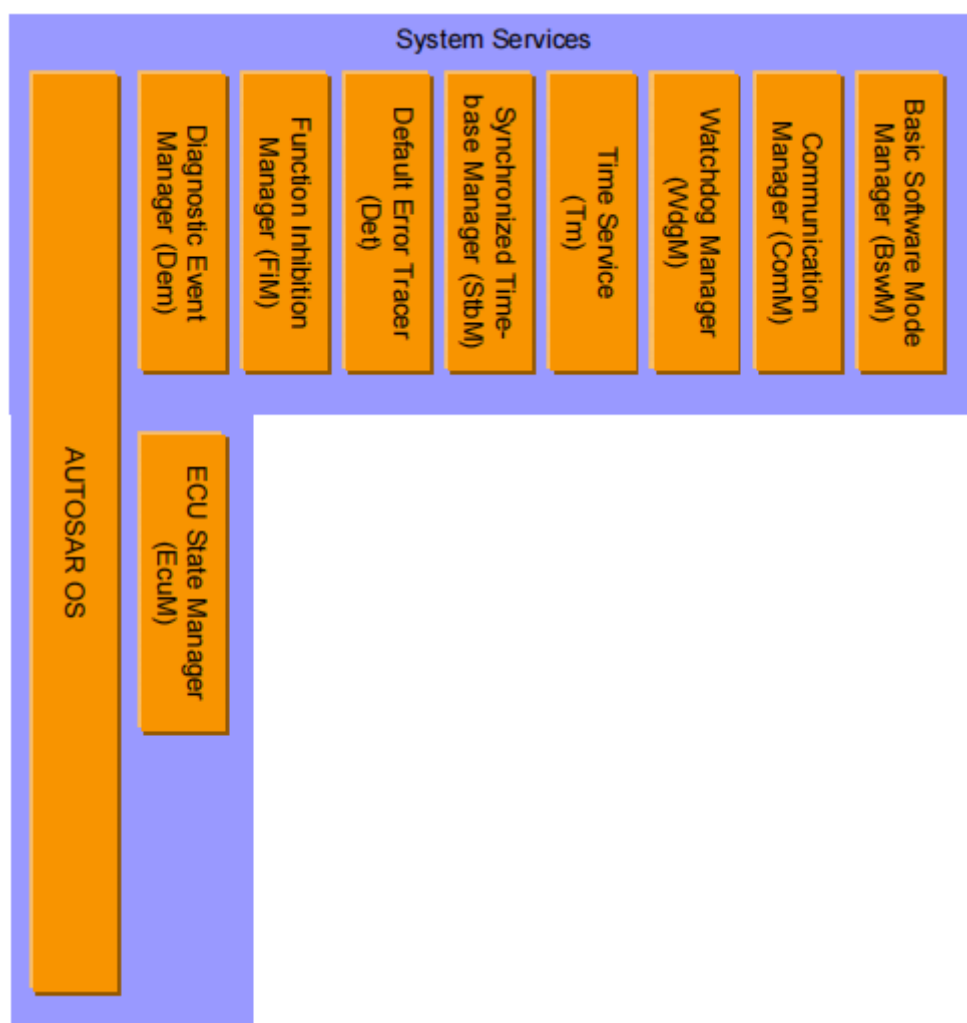 System Services
AUTOSAR OS
Diagnostic Event
Manager (Dem)
Function Inhibition
Manager (FiM)
Default Error Tracer
(Det)
Synchronized Time-
base Manager (StbM)
Time Service
(Tm)
Watchdog Manager
(WdgM)
Communication
Manager (ComM)
Basic Software Mode
Manager (BswM)
ECU State Manager
(EcuM)